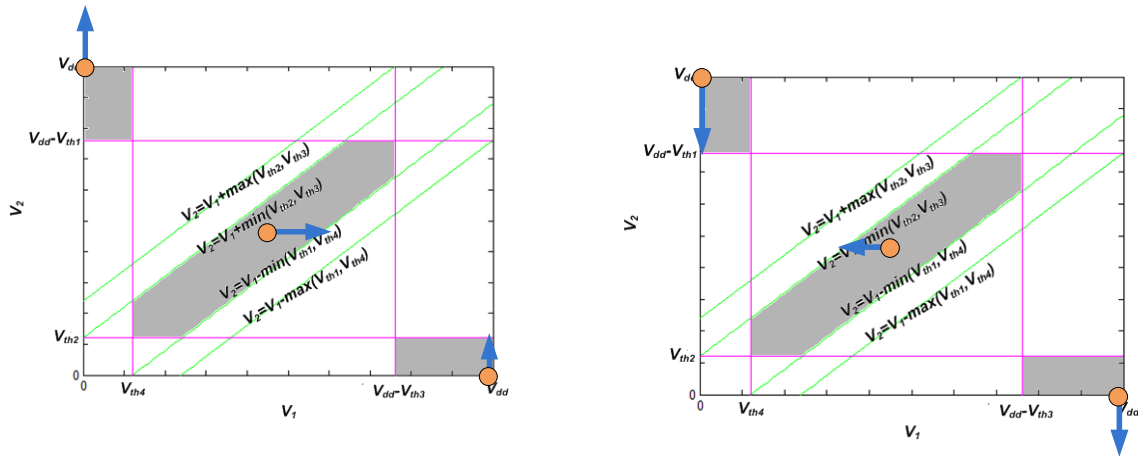 Vd
Vdd-Vth1
V2=V1+max(Vth2,Vth3)
V2=V1+min(Vth2,Vth3)
V2=V1-min(Vth1,Vth4)
V2=V1-max(Vth1,Vth4)
V2
Vth2
0
0
Vth4
Vdd-Vth3
Vdd
V1
Vd
Vdd-Vth1
V2=V1+max(Vth2,Vth3)
V2=V min(Vth2,Vth3)
V2=V1-min(Vth1,Vth4)
V2=V1-max(Vth1,Vth4)
V2
Vth2
0
0
Vth4
Vdd-Vth3
Vdd
V1